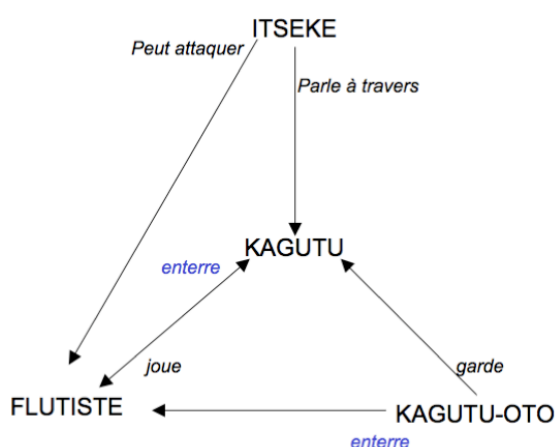 ITSEKE
Peut attaquer
Parle à travers
KAGUTU
enterre
joue
garde
FLUTISTE
KAGUTU-OTO
enterre